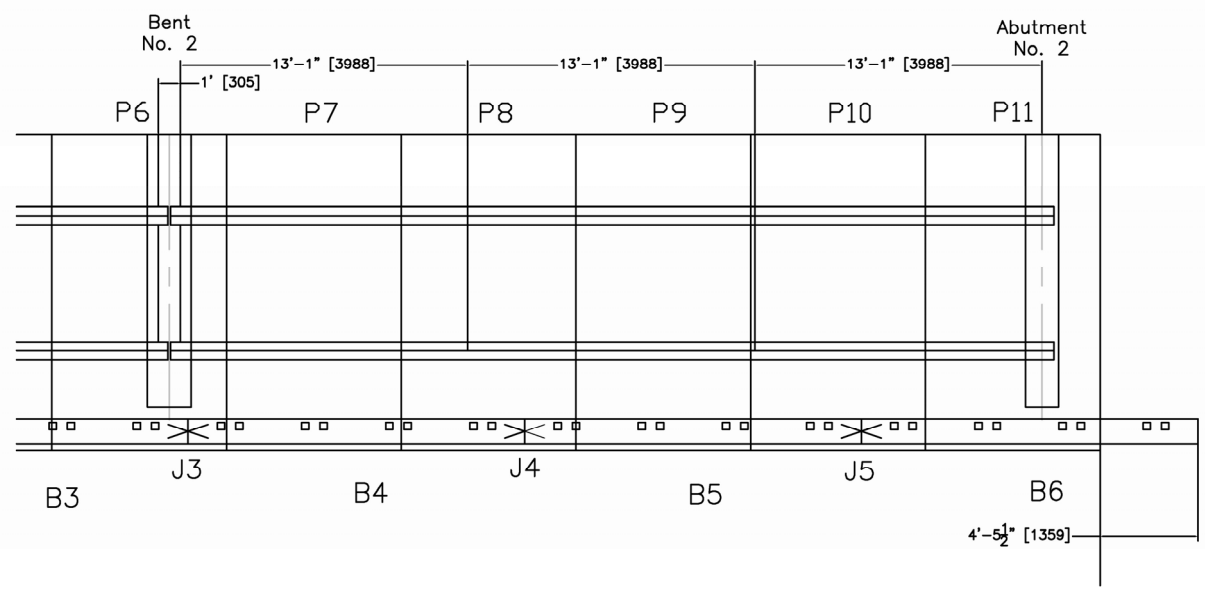 Bent
No. 2
Abutment
No. 2
13'-1" [3988]
13'-1" [3988]
13'-1" [3988]
1' [305]
P6
P7
P8
P9
P10
P11
J3
J4
J5
B3
B4
B5
B6
4'-5½" [1359]